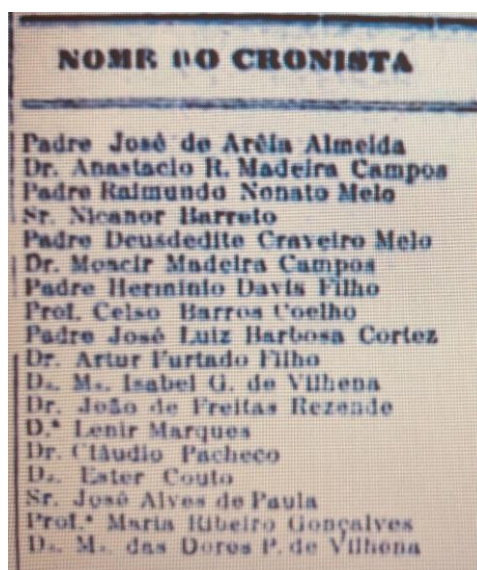 NOME DO CRONISTA
Padre José de Arêia Almeida
Dr. Anastacio R. Madeira Campos
Padre Raimundo Nonato Melo
Sr. Nicanor Barreto
Padre Deusdedite Craveiro Melo
Dr. Moacir Madeira Campos
Padre Herminio Davis Filho
Prof. Celso Barros Coelho
Padre José Luiz Barbosa Cortez
Dr. Artur Furtado Filho
D.ª M.ª Isabel G. de Vilhena
Dr. João de Freitas Rezende
D.ª Lenir Marques
Dr. Cláudio Pacheco
D.ª Ester Couto
Sr. José Alves de Paula
Prof.ª Maria Ribeiro Gonçalves
D.ª M.ª das Dores P. de Vilhena